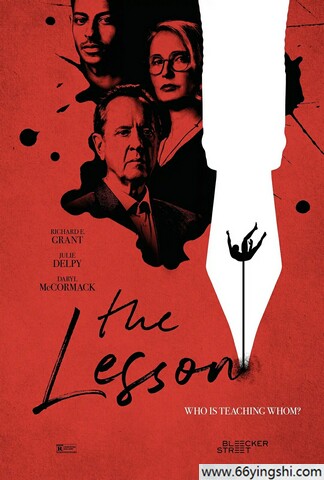 RICHARD E.
GRANT
JULIE
DELPY
DARYL
McCORMACK
the
Lesson
WHO IS TEACHING WHOM?
R
BLEECKER
STREET
www.66yingshi.com